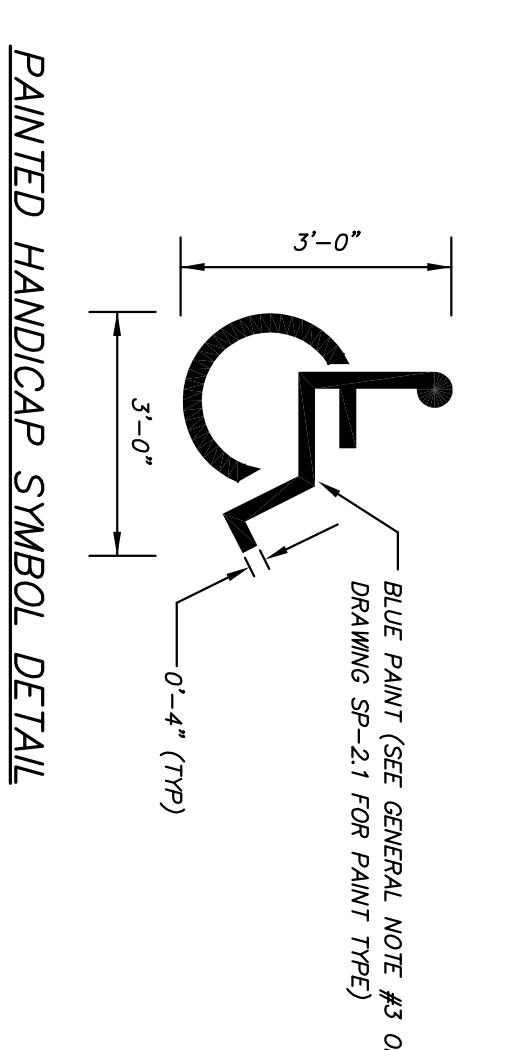 3'-0"
3'-0"
BLUE PAINT (SEE GENERAL NOTE #3
DRAWING SP-2.1 FOR PAINT TYPE)
0'-4" (TYP)
PAINTED HANDICAP SYMBOL DETAIL